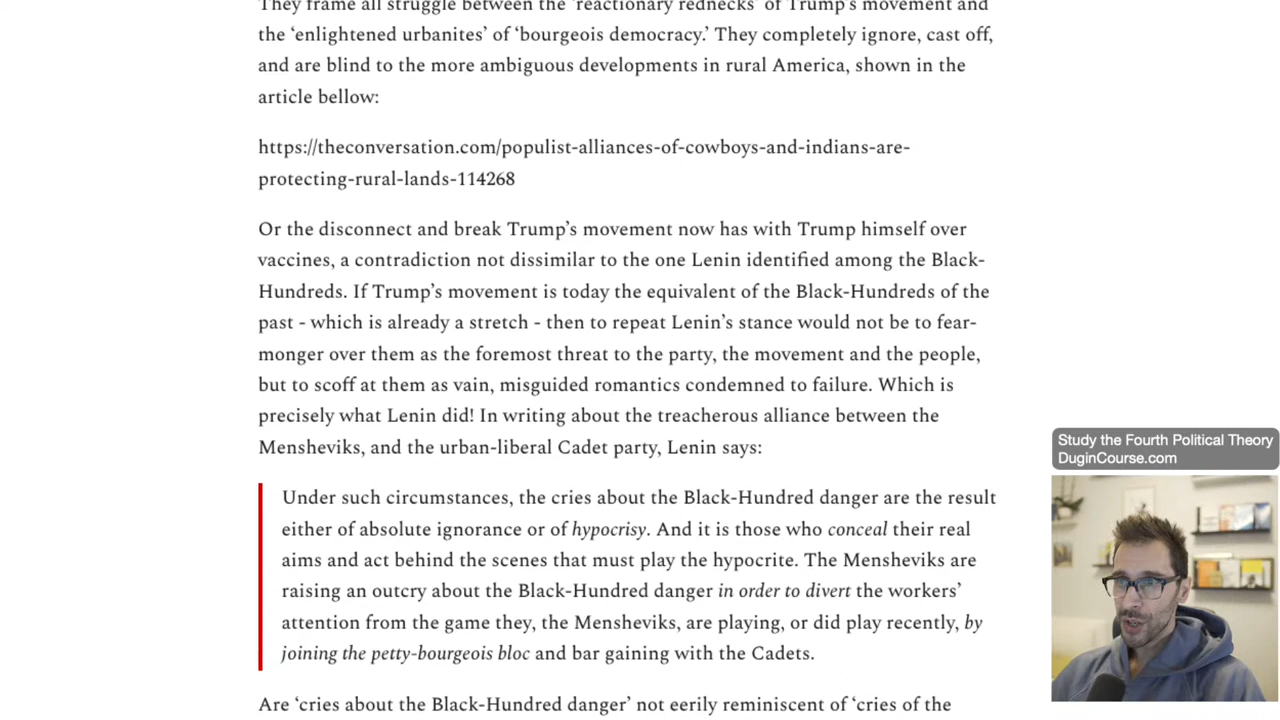 They frame all struggle between the ‘reactionary rednecks’ of Trump’s movement and
the ‘enlightened urbanites’ of ‘bourgeois democracy.’ They completely ignore, cast off,
and are blind to the more ambiguous developments in rural America, shown in the
article bellow:
https://theconversation.com/populist-alliances-of-cowboys-and-indians-are-
protecting-rural-lands-114268
Or the disconnect and break Trump’s movement now has with Trump himself over
vaccines, a contradiction not dissimilar to the one Lenin identified among the Black-
Hundreds. If Trump’s movement is today the equivalent of the Black-Hundreds of the
past - which is already a stretch - then to repeat Lenin’s stance would not be to fear-
monger over them as the foremost threat to the party, the movement and the people,
but to scoff at them as vain, misguided romantics condemned to failure. Which is
precisely what Lenin did! In writing about the treacherous alliance between the
Mensheviks, and the urban-liberal Cadet party, Lenin says:
Under such circumstances, the cries about the Black-Hundred danger are the result
either of absolute ignorance or of hypocrisy. And it is those who conceal their real
aims and act behind the scenes that must play the hypocrite. The Mensheviks are
raising an outcry about the Black-Hundred danger in order to divert the workers’
attention from the game they, the Mensheviks, are playing, or did play recently, by
joining the petty-bourgeois bloc and bar gaining with the Cadets.
Are ‘cries about the Black-Hundred danger’ not eerily reminiscent of ‘cries of the
Study the Fourth Political Theory
DuginCourse.com